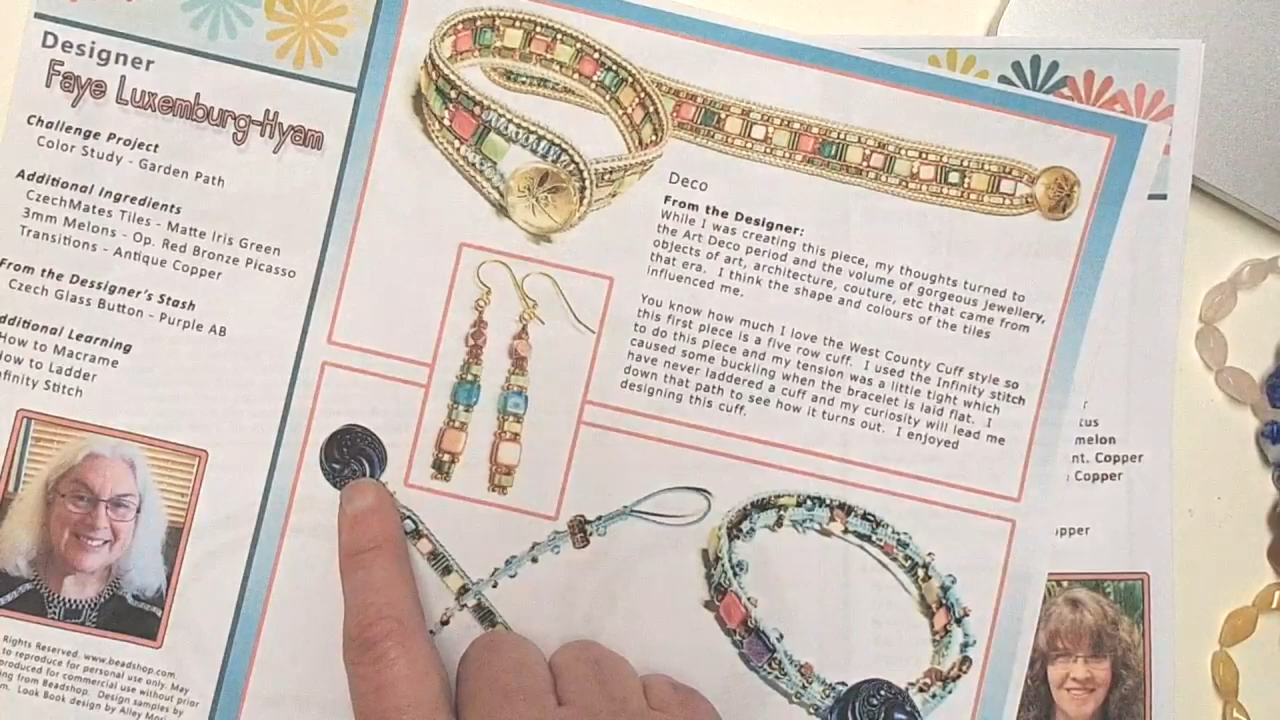 Designer
Faye Luxemburg-Hyam
Challenge Project
Color Study - Garden Path
Additional Ingredients
CzechMates Tiles - Matte Iris Green
3mm Melons - Op. Red Bronze Picasso
Transitions - Antique Copper
From the Dessigner's Stash
Czech Glass Button - Purple AB
dditional Learning
How to Macrame
ow to Ladder
nfinity Stitch
Rights Reserved. www.beadshop.com.
to reproduce for personal use only. May
produced for commercial use without prior
ng from Beadshop. Design samples by
m. Look Book design by Alley Mor
Deco
From the Designer:
While I was creating this piece, my thoughts turned to
the Art Deco period and the volume of gorgeous jewellery,
objects of art, architecture, couture, etc that came from
that era. I think the shape and colours of the tiles
influenced me.
You know how much I love the West County Cuff style so
this first piece is a five row cuff. I used the Infinity stitch
to do this piece and my tension was a little tight which
caused some buckling when the bracelet is laid flat. I
have never laddered a cuff and my curiosity will lead me
down that path to see how it turns out. I enjoyed
designing this cuff.
tus
melon
nt. Copper
Copper
pper